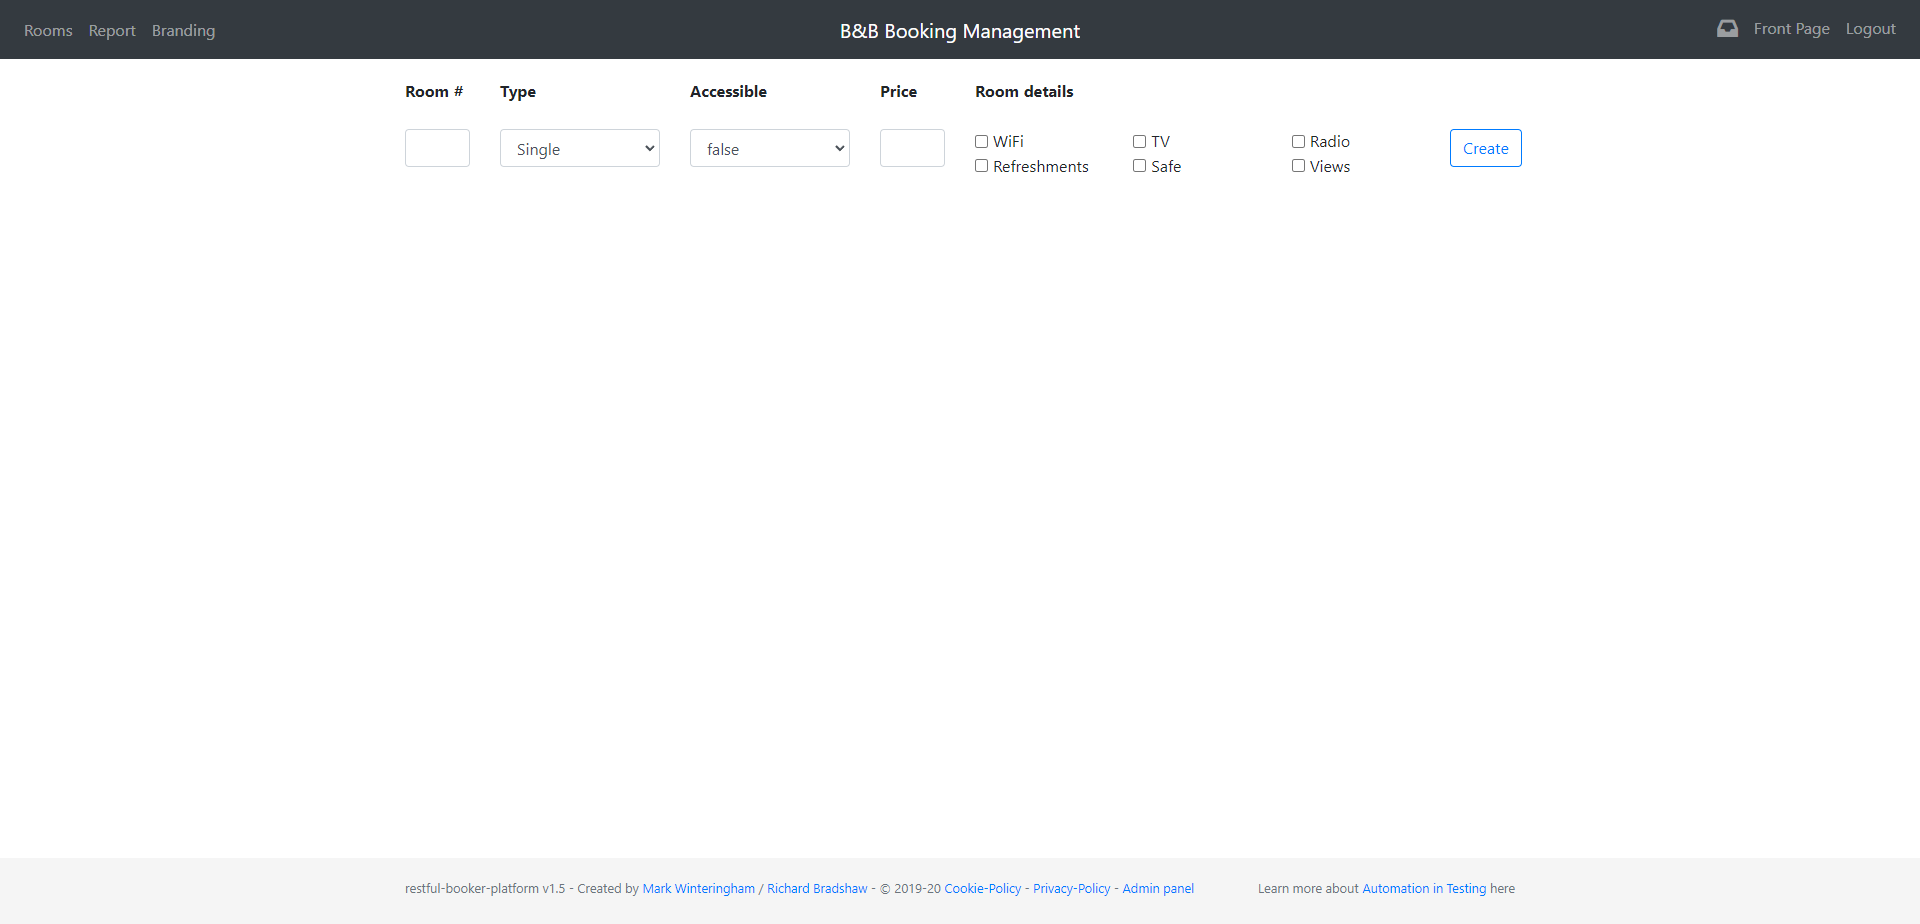 Rooms Report Branding B&B Booking Management Front Page Logout
Room # Type Accessible Price Room details
Single false WiFi TV Radio Create
Refreshments Safe Views
restful-booker-platform v1.5 - Created by Mark Winteringham / Richard Bradshaw - © 2019-20 Cookie-Policy - Privacy-Policy - Admin panel Learn more about Automation in Testing here